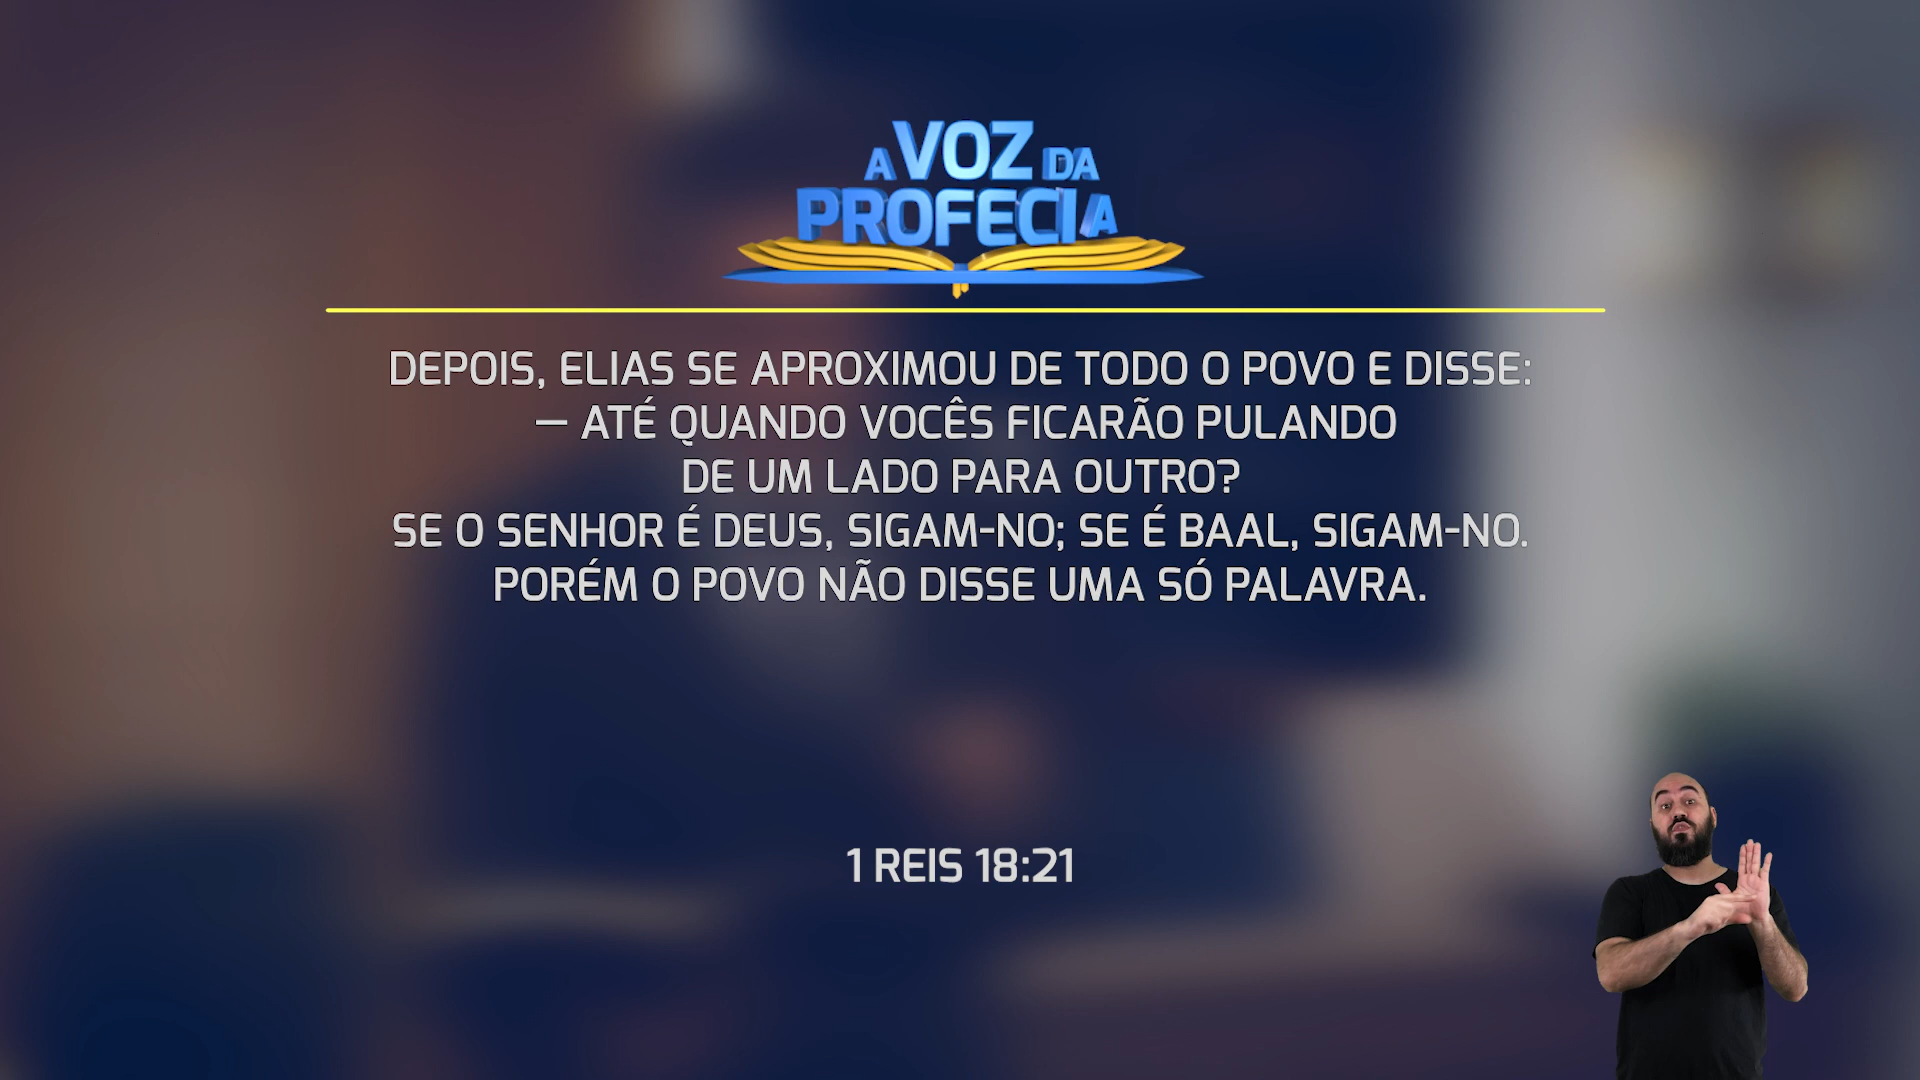 A VOZ DA
PROFECIA
DEPOIS, ELIAS SE APROXIMOU DE TODO O POVO E DISSE:
— ATÉ QUANDO VOCÊS FICARÃO PULANDO
DE UM LADO PARA OUTRO?
SE O SENHOR É DEUS, SIGAM-NO; SE É BAAL, SIGAM-NO.
PORÉM O POVO NÃO DISSE UMA SÓ PALAVRA.
1 REIS 18:21